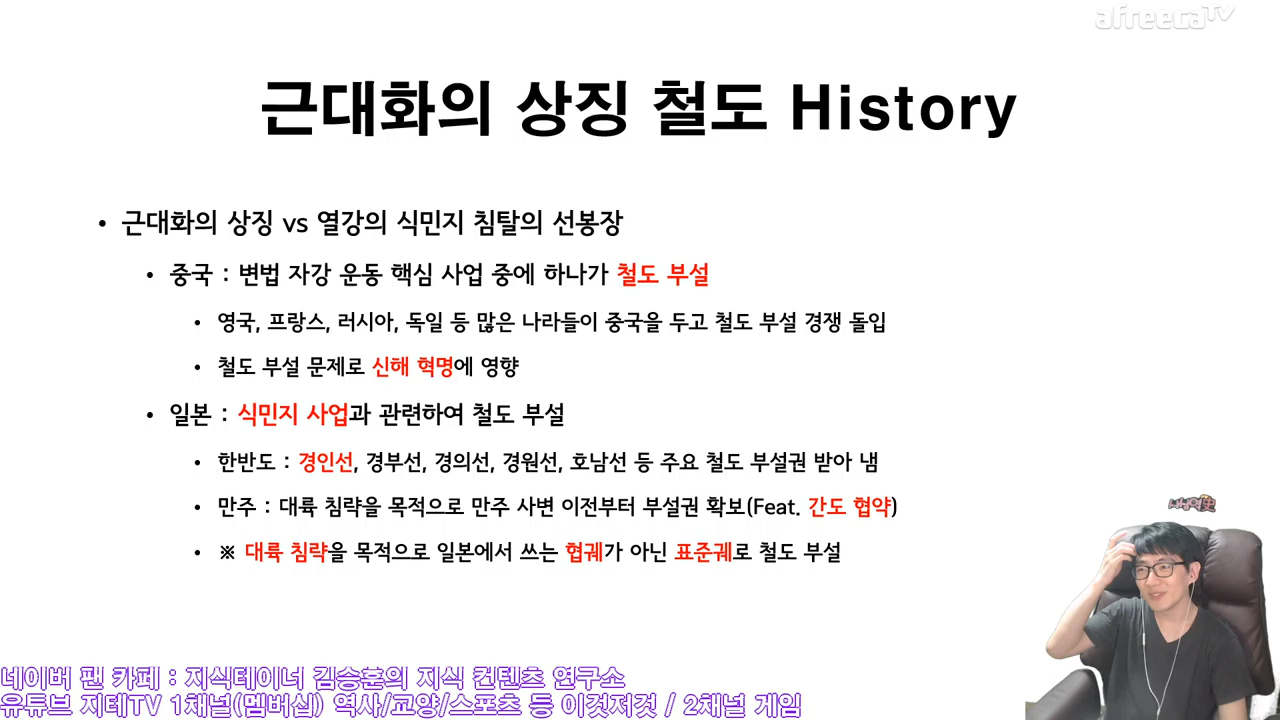 afreecaTV
근대화의 상징 철도 History
• 근대화의 상징 vs 열강의 식민지 침탈의 선봉장
• 중국 : 변법 자강 운동 핵심 사업 중에 하나가 철도 부설
• 영국, 프랑스, 러시아, 독일 등 많은 나라들이 중국을 두고 철도 부설 경쟁 돌입
• 철도 부설 문제로 신해 혁명에 영향
• 일본 : 식민지 사업과 관련하여 철도 부설
• 한반도 : 경인선, 경부선, 경의선, 경원선, 호남선 등 주요 철도 부설권 받아 냄
• 만주 : 대륙 침략을 목적으로 만주 사변 이전부터 부설권 확보(Feat. 간도 협약)
• ※ 대륙 침략을 목적으로 일본에서 쓰는 협궤가 아닌 표준궤로 철도 부설
네이버 팬 카페 : 지식테이너 김승훈의 지식 컨텐츠 연구소
유튜브 지테TV 1채널(멤버십) 역사/교양/스포츠 등 이것저것 / 2채널 게임